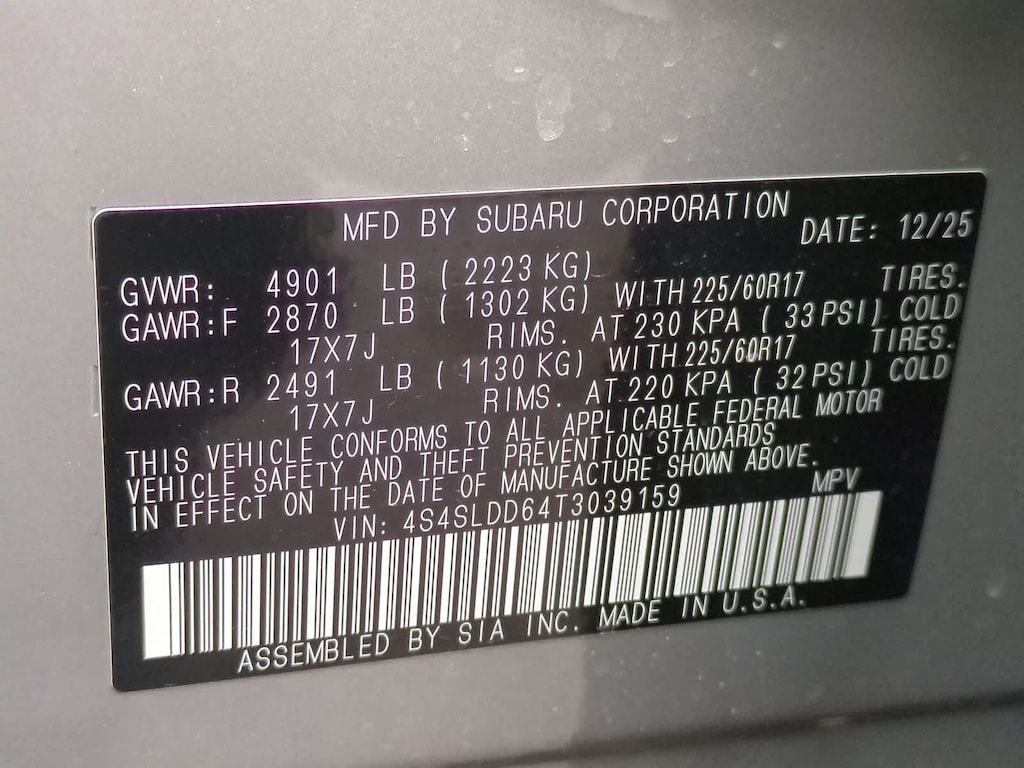 MFD BY SUBARU CORPORATION DATE: 12/25
GVWR: 4901 LB ( 2223 KG)
GAWR:F 2870 LB ( 1302 KG) WITH 225/60R17 TIRES.
17X7J RIMS. AT 230 KPA ( 33 PSI) COLD
GAWR:R 2491 LB ( 1130 KG) WITH 225/60R17 TIRES.
17X7J RIMS. AT 220 KPA ( 32 PSI) COLD
THIS VEHICLE CONFORMS TO ALL APPLICABLE FEDERAL MOTOR
VEHICLE SAFETY AND THEFT PREVENTION STANDARDS
IN EFFECT ON THE DATE OF MANUFACTURE SHOWN ABOVE.
VIN: 4S4SLDD64T3039159 MPV
ASSEMBLED BY SIA INC. MADE IN U.S.A.